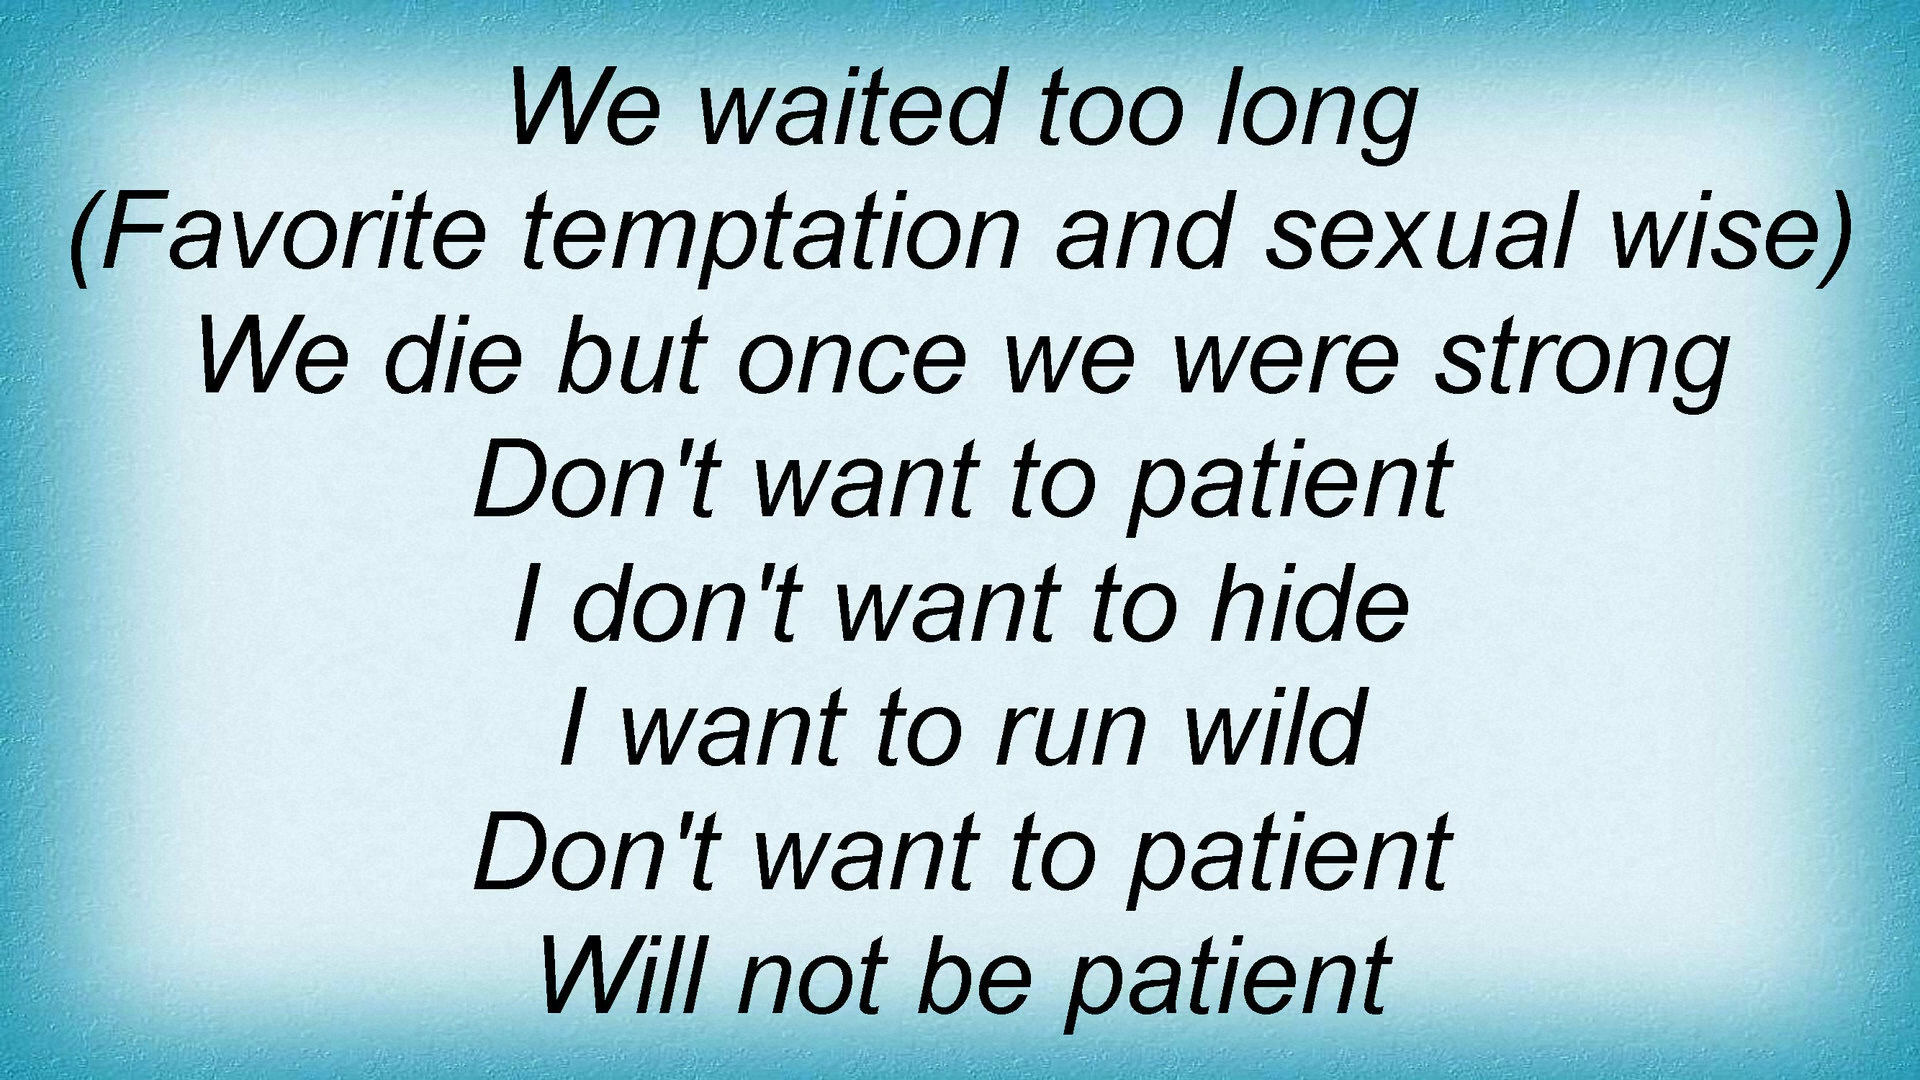 We waited too long
(Favorite temptation and sexual wise)
We die but once we were strong
Don't want to patient
I don't want to hide
I want to run wild
Don't want to patient
Will not be patient